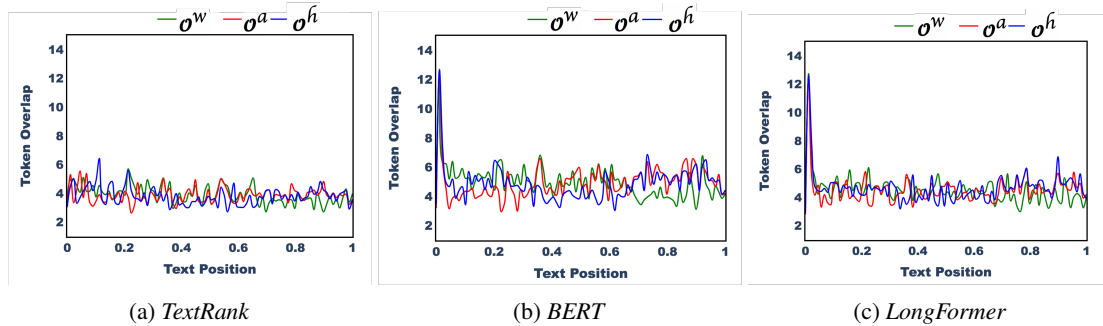 𝒪^w 𝒪^a 𝒪^h
14
12
10
8
6
4
2
Token Overlap
0 0.2 0.4 0.6 0.8 1
Text Position
(a) TextRank
𝒪^w 𝒪^a 𝒪^h
14
12
10
8
6
4
2
Token Overlap
0 0.2 0.4 0.6 0.8 1
Text Position
(b) BERT
𝒪^w 𝒪^a 𝒪^h
14
12
10
8
6
4
2
Token Overlap
0 0.2 0.4 0.6 0.8 1
Text Position
(c) LongFormer